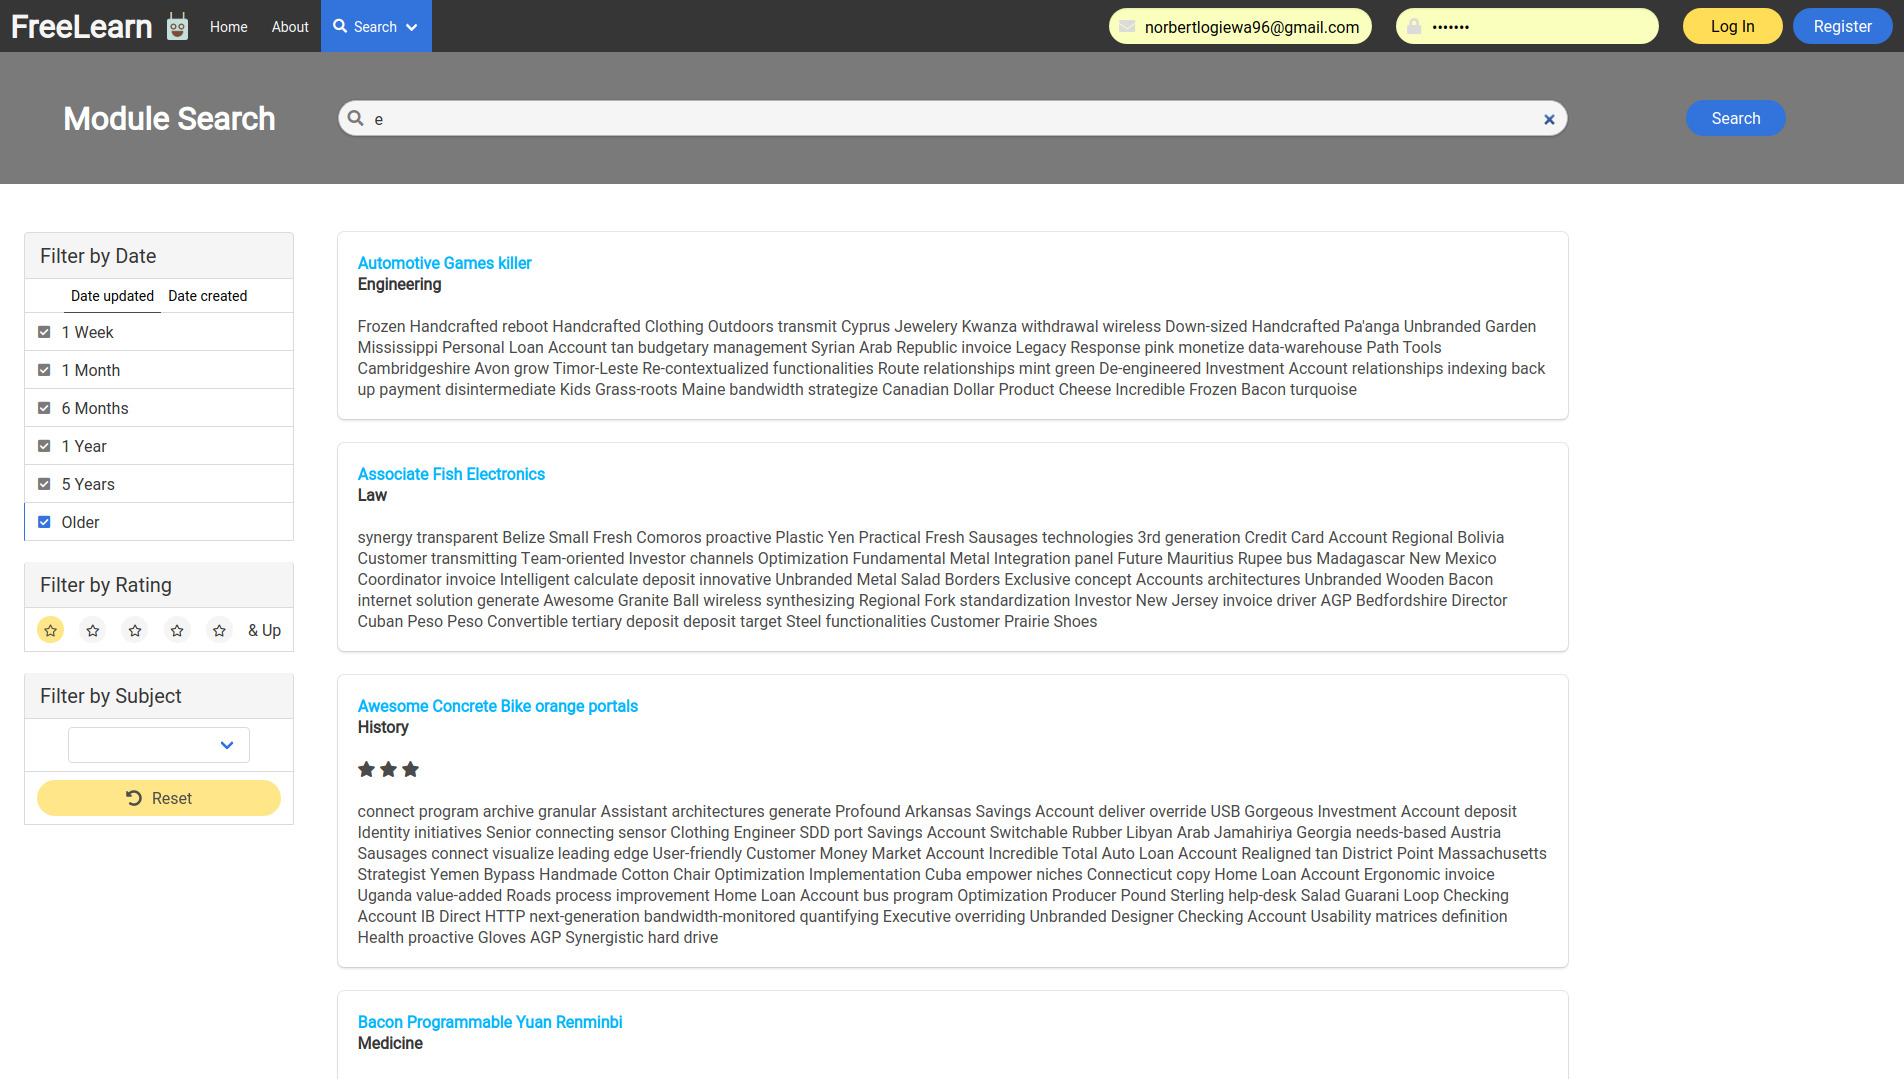 FreeLearn Home About Search norbertlogiewa96@gmail.com ••••••• Log In Register
Module Search e Search
Filter by Date
Date updated Date created
1 Week
1 Month
6 Months
1 Year
5 Years
Older
Filter by Rating
& Up
Filter by Subject
Reset
Automotive Games killer
Engineering
Frozen Handcrafted reboot Handcrafted Clothing Outdoors transmit Cyprus Jewelery Kwanza withdrawal wireless Down-sized Handcrafted Pa'anga Unbranded Garden
Mississippi Personal Loan Account tan budgetary management Syrian Arab Republic invoice Legacy Response pink monetize data-warehouse Path Tools
Cambridgeshire Avon grow Timor-Leste Re-contextualized functionalities Route relationships mint green De-engineered Investment Account relationships indexing back
up payment disintermediate Kids Grass-roots Maine bandwidth strategize Canadian Dollar Product Cheese Incredible Frozen Bacon turquoise
Associate Fish Electronics
Law
synergy transparent Belize Small Fresh Comoros proactive Plastic Yen Practical Fresh Sausages technologies 3rd generation Credit Card Account Regional Bolivia
Customer transmitting Team-oriented Investor channels Optimization Fundamental Metal Integration panel Future Mauritius Rupee bus Madagascar New Mexico
Coordinator invoice Intelligent calculate deposit innovative Unbranded Metal Salad Borders Exclusive concept Accounts architectures Unbranded Wooden Bacon
internet solution generate Awesome Granite Ball wireless synthesizing Regional Fork standardization Investor New Jersey invoice driver AGP Bedfordshire Director
Cuban Peso Peso Convertible tertiary deposit deposit target Steel functionalities Customer Prairie Shoes
Awesome Concrete Bike orange portals
History
connect program archive granular Assistant architectures generate Profound Arkansas Savings Account deliver override USB Gorgeous Investment Account deposit
Identity initiatives Senior connecting sensor Clothing Engineer SDD port Savings Account Switchable Rubber Libyan Arab Jamahiriya Georgia needs-based Austria
Sausages connect visualize leading edge User-friendly Customer Money Market Account Incredible Total Auto Loan Account Realigned tan District Point Massachusetts
Strategist Yemen Bypass Handmade Cotton Chair Optimization Implementation Cuba empower niches Connecticut copy Home Loan Account Ergonomic invoice
Uganda value-added Roads process improvement Home Loan Account bus program Optimization Producer Pound Sterling help-desk Salad Guarani Loop Checking
Account IB Direct HTTP next-generation bandwidth-monitored quantifying Executive overriding Unbranded Designer Checking Account Usability matrices definition
Health proactive Gloves AGP Synergistic hard drive
Bacon Programmable Yuan Renminbi
Medicine